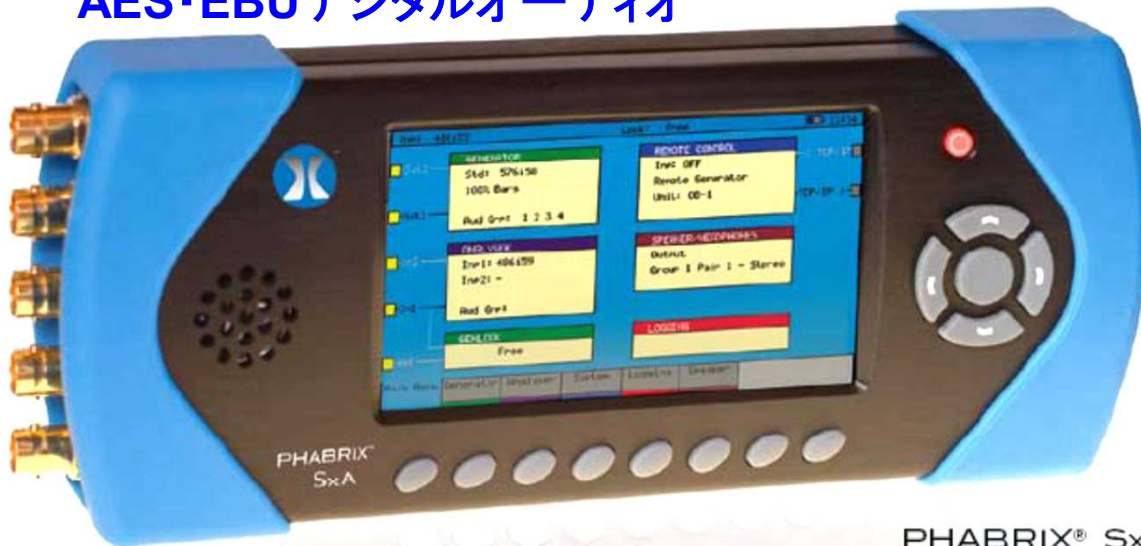 AES・EBUデジタルオーディオ
GENERATOR
Std: 576i50
100% Bars
Aud Grp: 1 2 3 4
REMOTE CONTROL
Inp: OFF
Remote Generator
Unit: OB-1
ANALYSER
Inp1: 486i59
Inp2: -
Aud Grp:
SPEAKER/HEADPHONES
Output
Group 1 Pair 1 - Stereo
GENLOCK
Free
LOGGING
Main Menu Generator Analyser System Logging Speaker
PHABRIX
SxA
PHABRIX® Sx